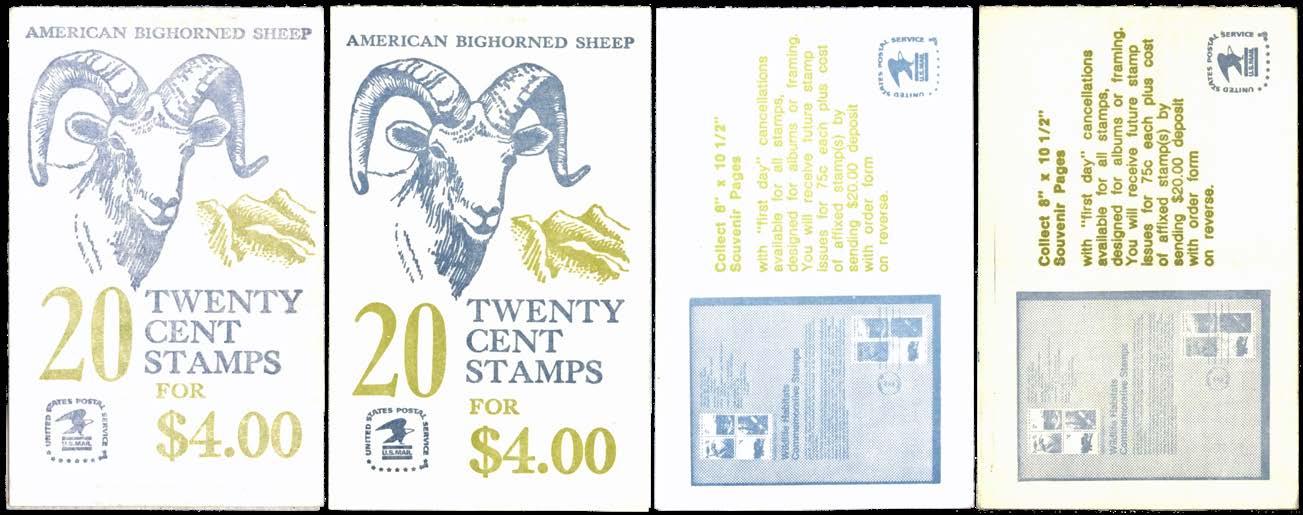 AMERICAN BIGHORNED SHEEP
20 TWENTY
CENT
STAMPS
FOR
$4.00
UNITED STATES POSTAL SERVICE
U.S.MAIL
AMERICAN BIGHORNED SHEEP
20 TWENTY
CENT
STAMPS
FOR
$4.00
UNITED STATES POSTAL SERVICE
U.S.MAIL
Collect 8" x 10 1/2"
Souvenir Pages
with "first day" cancellations
available for all stamps,
designed for albums or framing.
You will receive future stamp
issues for 75c each plus cost
of affixed stamp(s) by
sending $20.00 deposit
with order form
on reverse.
UNITED STATES POSTAL SERVICE
U.S.MAIL
Wildlife Habitats
Commemorative Stamps
Collect 8" x 10 1/2"
Souvenir Pages
with "first day" cancellations
available for all stamps,
designed for albums or framing.
You will receive future stamp
issues for 75c each plus cost
of affixed stamp(s) by
sending $20.00 deposit
with order form
on reverse.
UNITED STATES POSTAL SERVICE
U.S.MAIL
Wildlife Habitats
Commemorative Stamps